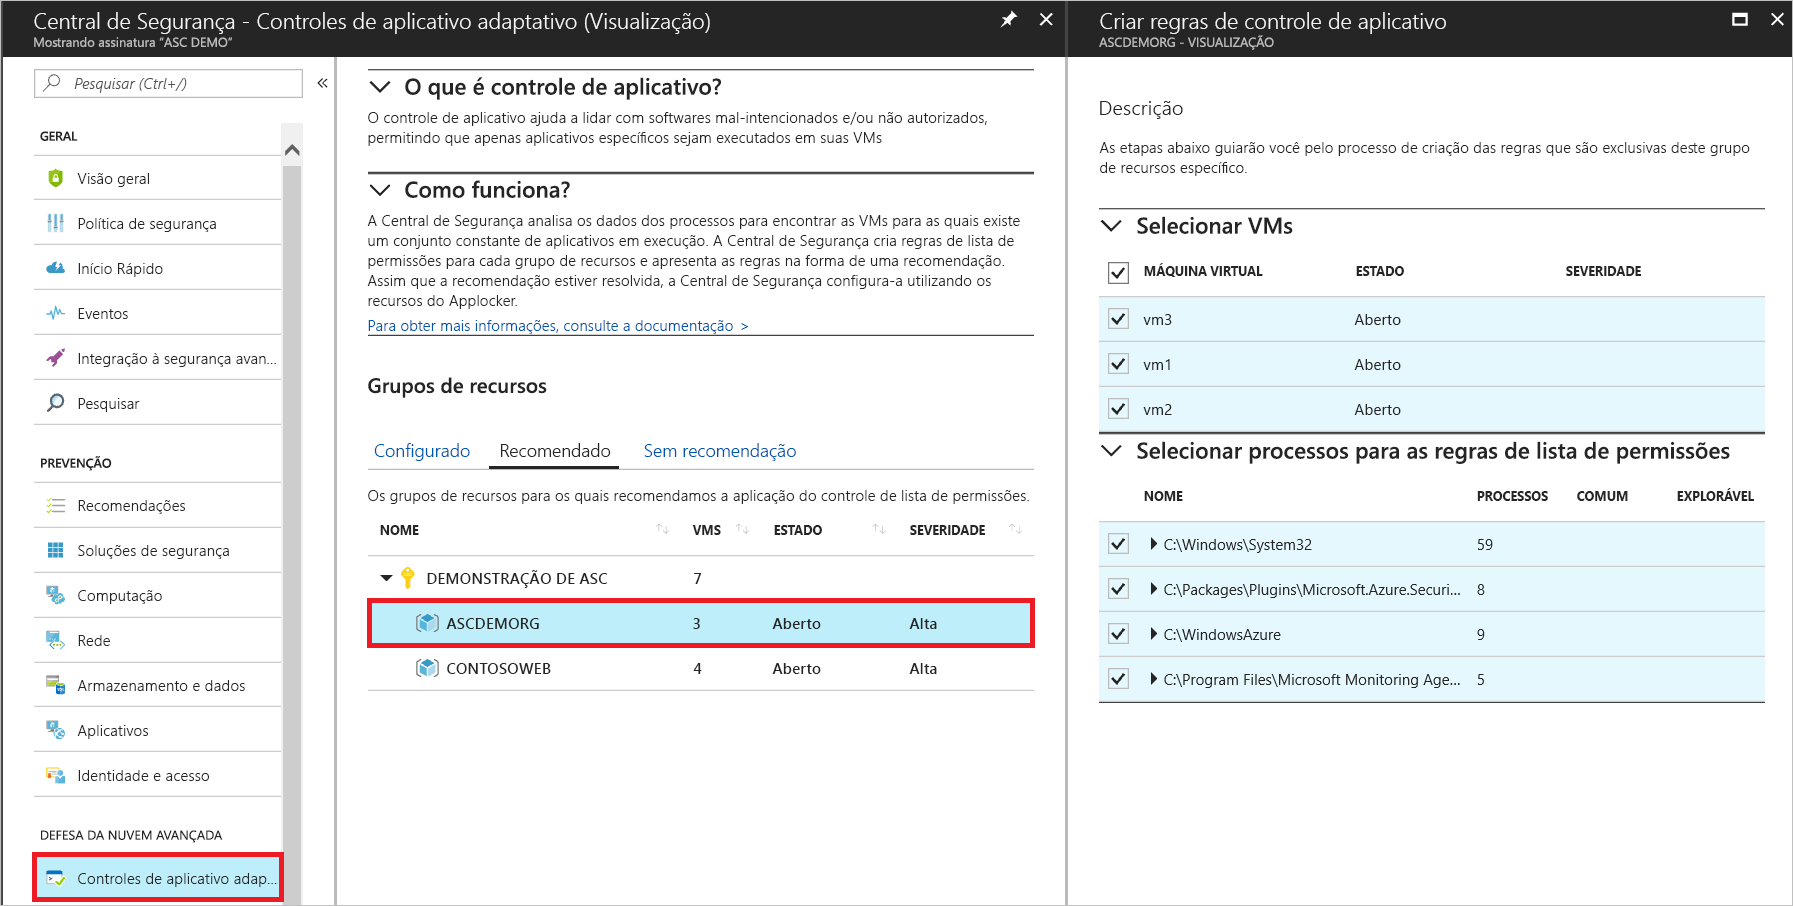 Central de Segurança - Controles de aplicativo adaptativo (Visualização)
Mostrando assinatura "ASC DEMO"
Pesquisar (Ctrl+/)
GERAL
Visão geral
Política de segurança
Início Rápido
Eventos
Integração à segurança avan...
Pesquisar
PREVENÇÃO
Recomendações
Soluções de segurança
Computação
Rede
Armazenamento e dados
Aplicativos
Identidade e acesso
DEFESA DA NUVEM AVANÇADA
Controles de aplicativo adap...
O que é controle de aplicativo?
O controle de aplicativo ajuda a lidar com softwares mal-intencionados e/ou não autorizados,
permitindo que apenas aplicativos específicos sejam executados em suas VMs
Como funciona?
A Central de Segurança analisa os dados dos processos para encontrar as VMs para as quais existe
um conjunto constante de aplicativos em execução. A Central de Segurança cria regras de lista de
permissões para cada grupo de recursos e apresenta as regras na forma de uma recomendação.
Assim que a recomendação estiver resolvida, a Central de Segurança configura-a utilizando os
recursos do Applocker.
Para obter mais informações, consulte a documentação >
Grupos de recursos
Configurado Recomendado Sem recomendação
Os grupos de recursos para os quais recomendamos a aplicação do controle de lista de permissões.
NOME VMS ESTADO SEVERIDADE
DEMONSTRAÇÃO DE ASC 7
ASCDEMORG 3 Aberto Alta
CONTOSOWEB 4 Aberto Alta
Criar regras de controle de aplicativo
ASCDEMORG - VISUALIZAÇÃO
Descrição
As etapas abaixo guiarão você pelo processo de criação das regras que são exclusivas deste grupo
de recursos específico.
Selecionar VMs
MÁQUINA VIRTUAL ESTADO SEVERIDADE
vm3 Aberto
vm1 Aberto
vm2 Aberto
Selecionar processos para as regras de lista de permissões
NOME PROCESSOS COMUM EXPLORÁVEL
C:\Windows\System32 59
C:\Packages\Plugins\Microsoft.Azure.Securi... 8
C:\WindowsAzure 9
C:\Program Files\Microsoft Monitoring Age... 5